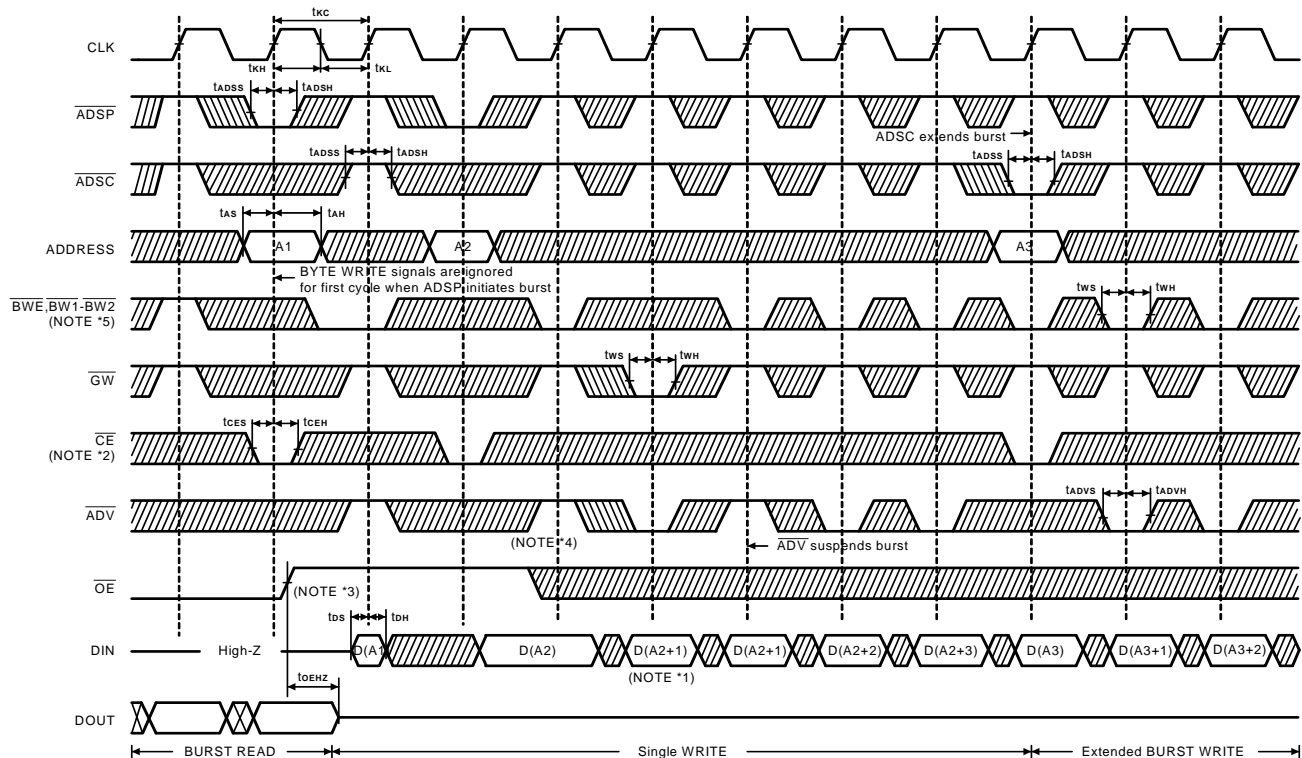 tKC
CLK
tKH
tKL
tADSS
tADSH
ADSP
ADSC extends burst
tADSS
tADSH
tADSS
tADSH
ADSC
tAS
tAH
ADDRESS
A1
A2
A3
BYTE WRITE signals are ignored
for first cycle when ADSP initiates burst
BWE,BW1-BW2
(NOTE *5)
tWS
tWH
tWS
tWH
GW
tCES
tCEH
CE
(NOTE *2)
tADVS
tADVH
ADV
(NOTE *4)
ADV suspends burst
OE
(NOTE *3)
tDS
tDH
DIN
High-Z
D(A1
D(A2)
D(A2+1)
D(A2+1)
D(A2+2)
D(A2+3)
D(A3)
D(A3+1)
D(A3+2)
(NOTE *1)
tOEHZ
DOUT
BURST READ
Single WRITE
Extended BURST WRITE